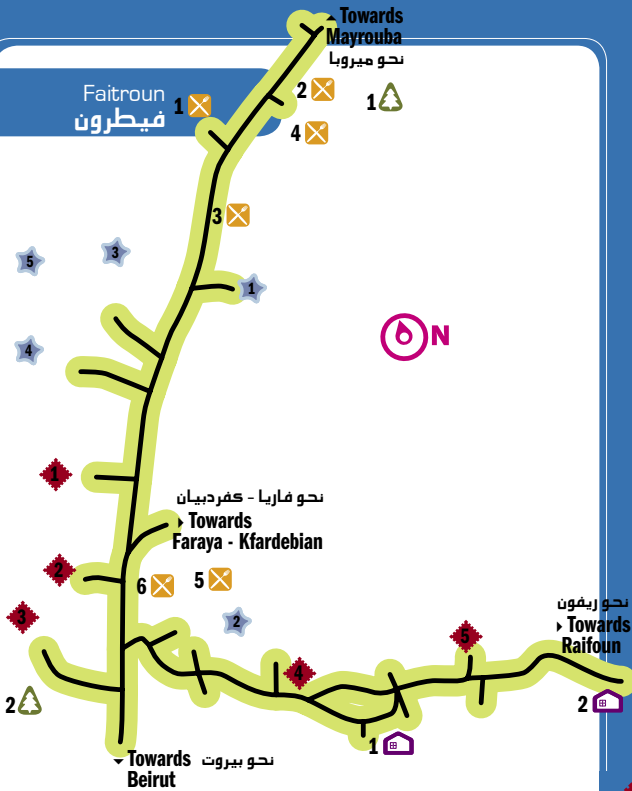 Towards
Mayrouba
نحو ميروبا
Faitroun
فيطرون
1
2
1
4
3
5
3
1
4
N
1
نحو فاريا - كفردبيان
Towards
Faraya - Kfardebian
2
6
5
3
2
نحو ريفون
Towards
Raifoun
5
4
2
2
1
Towards
Beirut
نحو بيروت